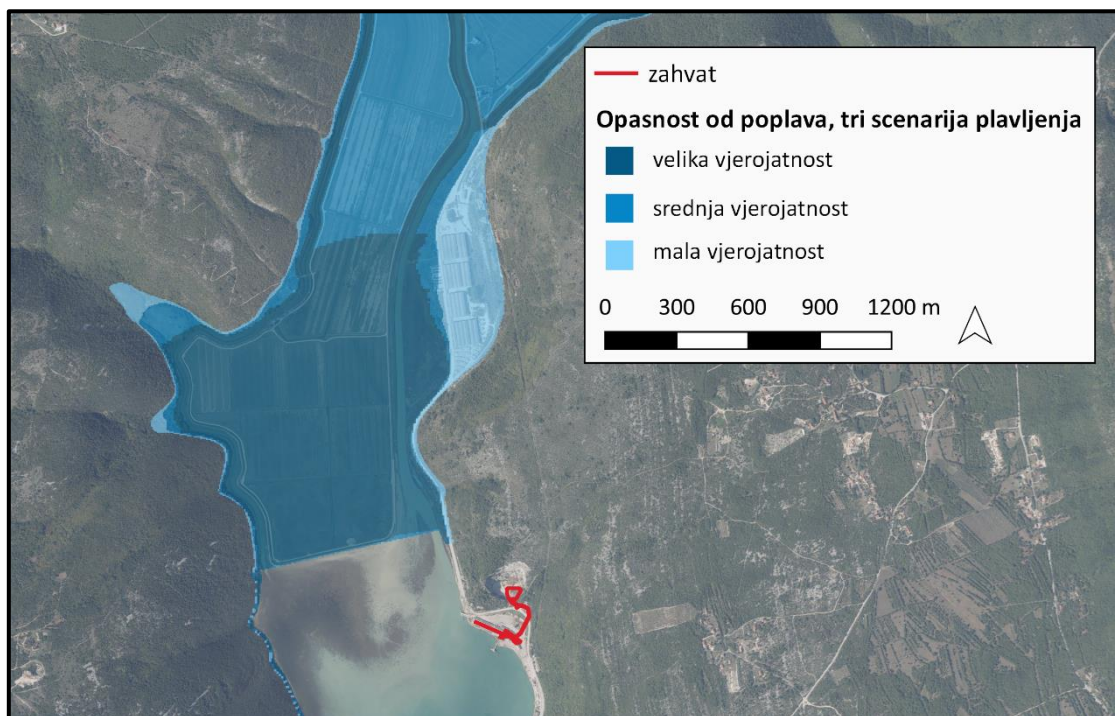 zahvat
Opasnost od poplava, tri scenarija plavljenja
velika vjerojatnost
srednja vjerojatnost
mala vjerojatnost
0 300 600 900 1200 m